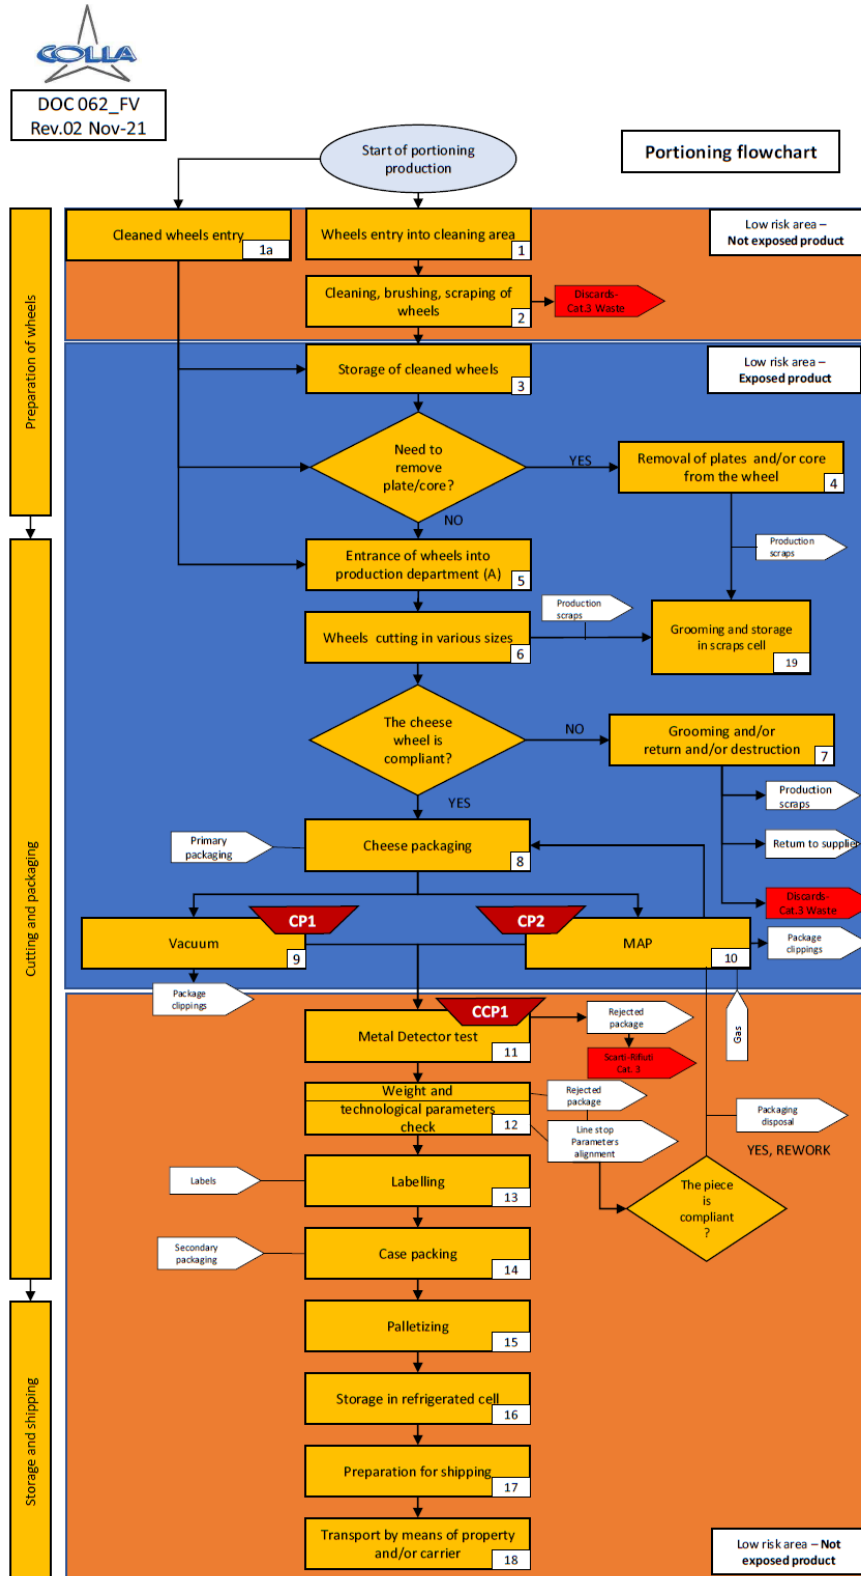 COLLA
DOC 062_FV
Rev.02 Nov-21
Start of portioning
production
Portioning flowchart
Preparation of wheels
Cleaned wheels entry
1a
Wheels entry into cleaning area
1
Low risk area –
Not exposed product
Cleaning, brushing, scraping of
wheels
2
Discards-
Cat.3 Waste
Storage of cleaned wheels
3
Low risk area –
Exposed product
Need to
remove
plate/core?
YES
Removal of plates and/or core
from the wheel
4
NO
Production
scraps
Cutting and packaging
Entrance of wheels into
production department (A)
5
Production
scraps
Wheels cutting in various sizes
6
Grooming and storage
in scraps cell
19
The cheese
wheel is
compliant?
NO
Grooming and/or
return and/or destruction
7
YES
Production
scraps
Primary
packaging
Cheese packaging
8
Return to supplier
Discards-
Cat.3 Waste
CP1
Vacuum
9
CP2
MAP
10
Package
clippings
Package
clippings
Gas
CCP1
Metal Detector test
11
Rejected
package
Scarti-Rifiuti
Cat. 3
Weight and
technological parameters
check
12
Rejected
package
Line stop
Parameters
alignment
Packaging
disposal
YES, REWORK
The piece
is
compliant
?
Labels
Labelling
13
Secondary
packaging
Case packing
14
Storage and shipping
Palletizing
15
Storage in refrigerated cell
16
Preparation for shipping
17
Transport by means of property
and/or carrier
18
Low risk area – Not
exposed product